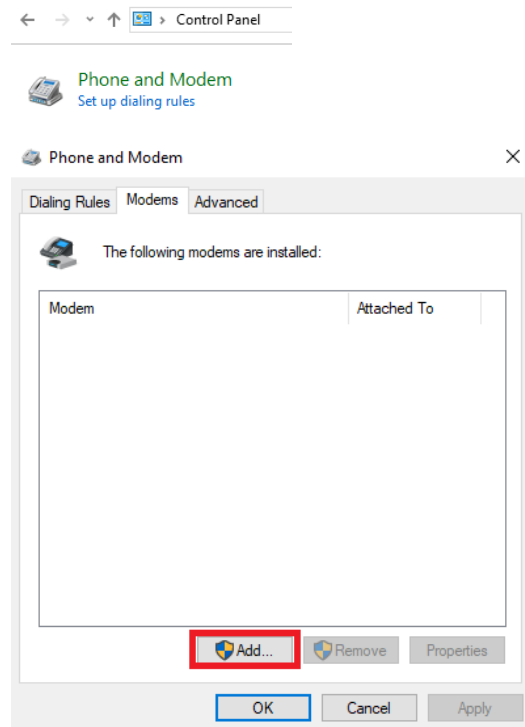 Control Panel
Phone and Modem
Set up dialing rules
Phone and Modem
Dialing Rules Modems Advanced
The following modems are installed:
Modem Attached To
Add... Remove Properties
OK Cancel Apply